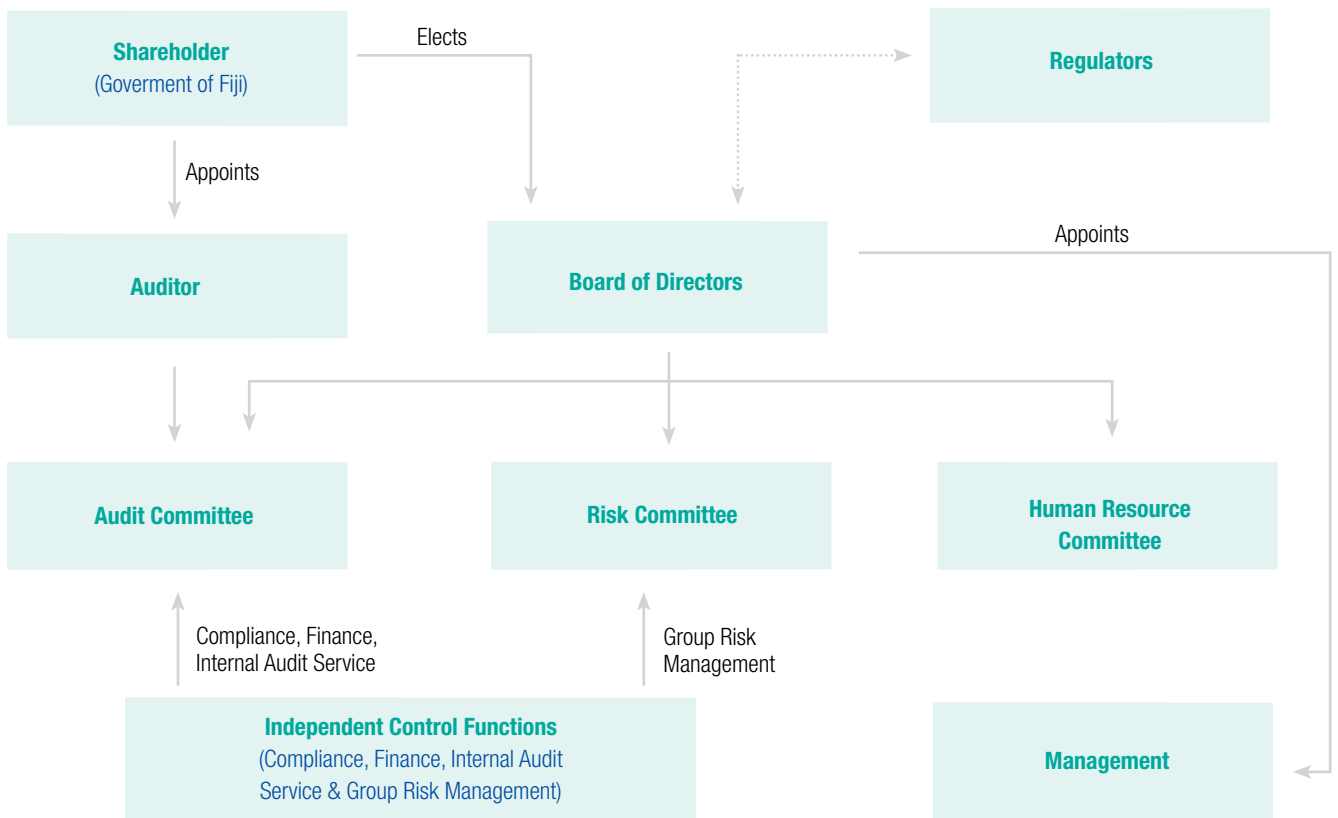 Shareholder
(Goverment of Fiji)
Elects
Regulators
Appoints
Auditor
Board of Directors
Appoints
Audit Committee
Risk Committee
Human Resource
Committee
Compliance, Finance,
Internal Audit Service
Group Risk
Management
Independent Control Functions
(Compliance, Finance, Internal Audit
Service & Group Risk Management)
Management